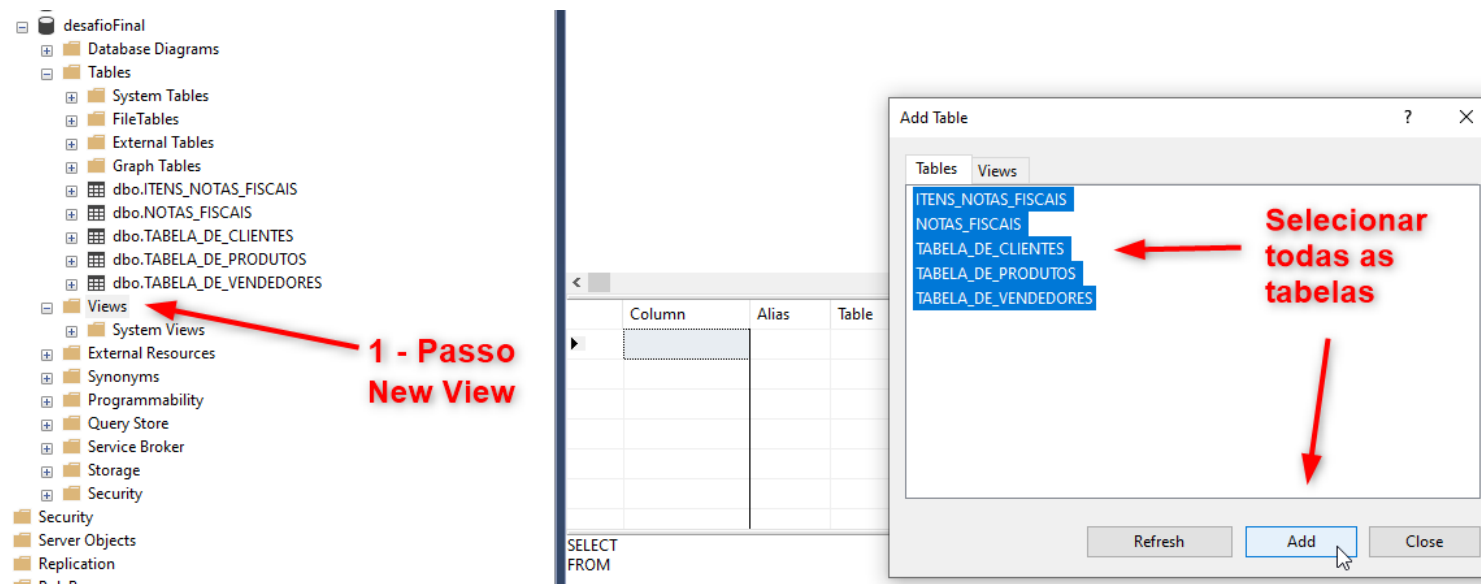 desafioFinal
Database Diagrams
Tables
System Tables
FileTables
External Tables
Graph Tables
dbo.ITENS_NOTAS_FISCAIS
dbo.NOTAS_FISCAIS
dbo.TABELA_DE_CLIENTES
dbo.TABELA_DE_PRODUTOS
dbo.TABELA_DE_VENDEDORES
Views
System Views
External Resources
Synonyms
Programmability
Query Store
Service Broker
Storage
Security
Security
Server Objects
Replication
1 - Passo
New View
Column Alias Table
SELECT
FROM
Add Table ?
Tables Views
ITENS_NOTAS_FISCAIS
NOTAS_FISCAIS
TABELA_DE_CLIENTES
TABELA_DE_PRODUTOS
TABELA_DE_VENDEDORES
Selecionar
todas as
tabelas
Refresh Add Close